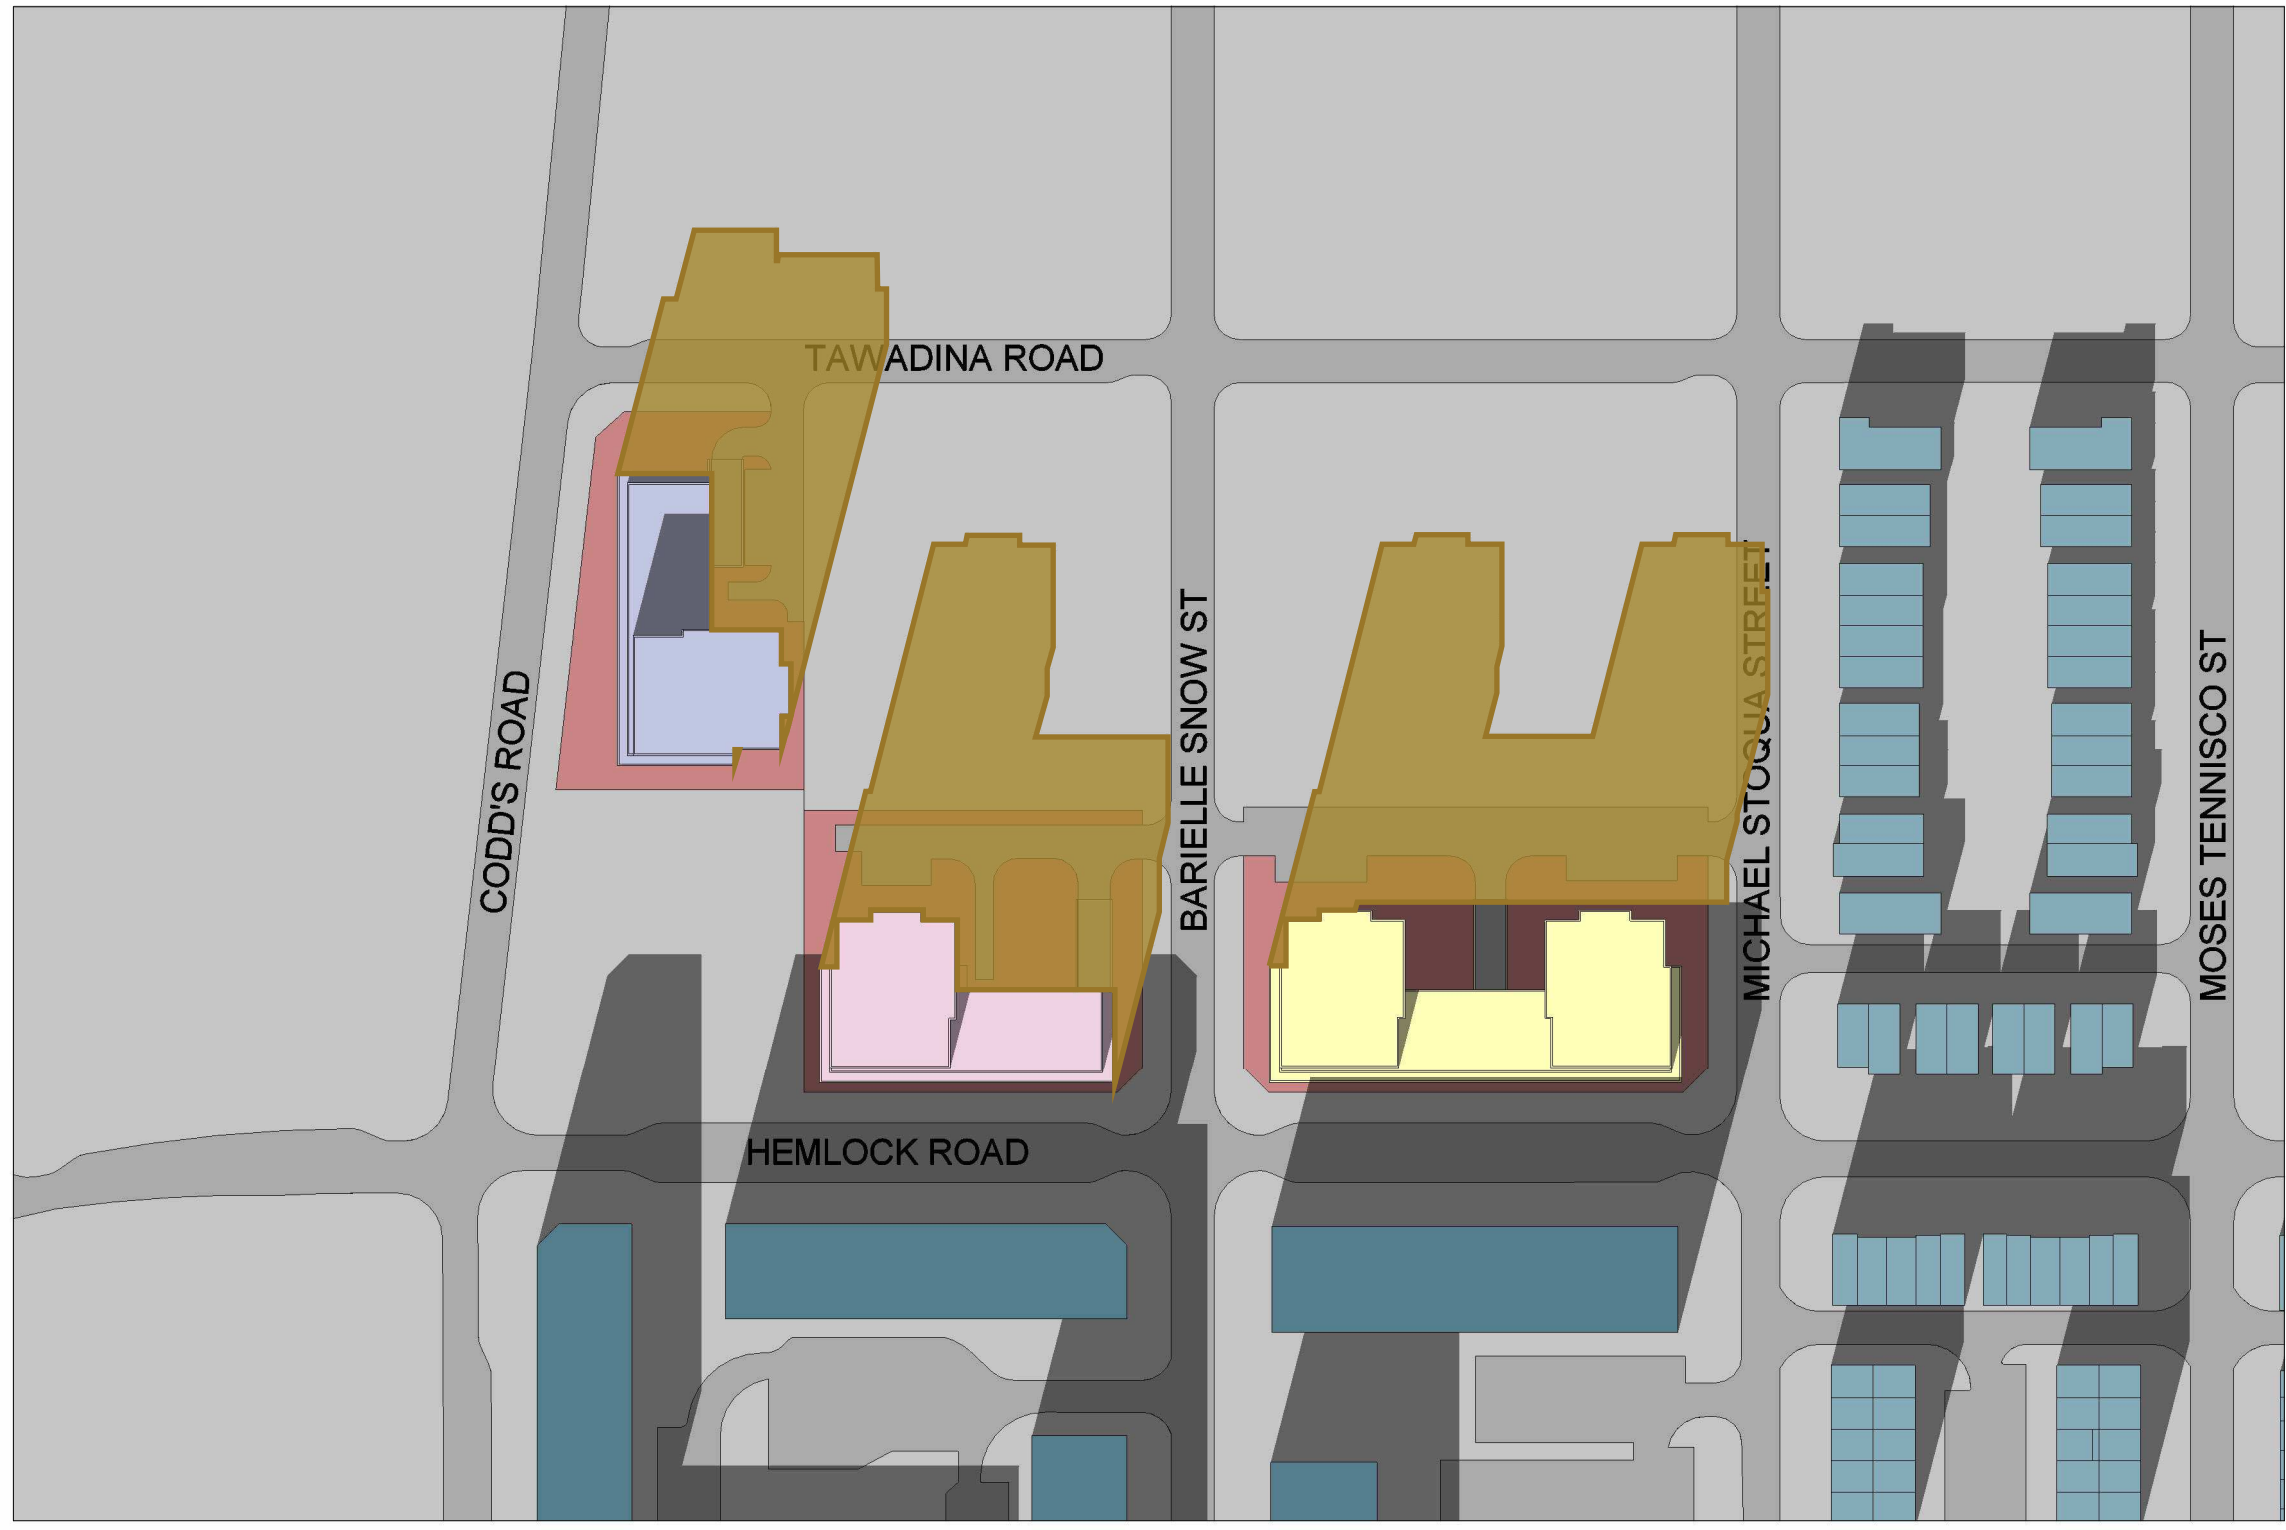 TAWADINA ROAD
CODD'S ROAD
BARIELLE SNOW ST
MICHAEL STOQUA STREET
MOSES TENNISCO ST
HEMLOCK ROAD